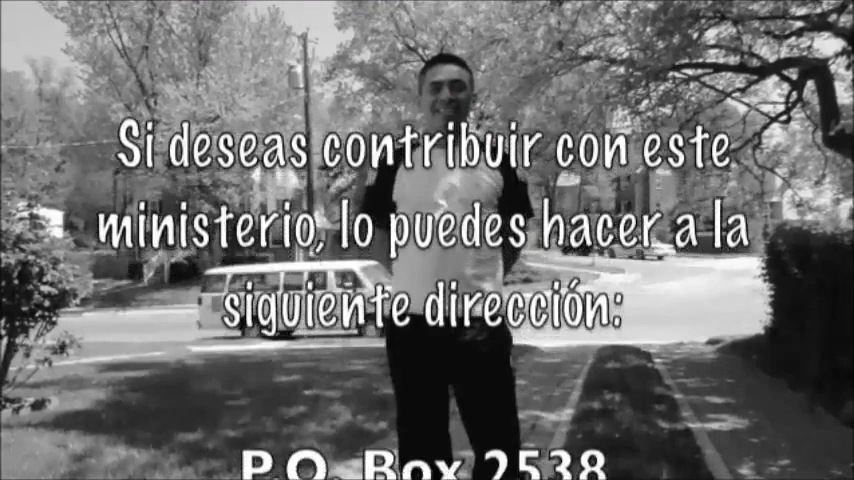 Si deseas contribuir con este
ministerio, lo puedes hacer a la
siguiente dirección:
P.O. Box 2538